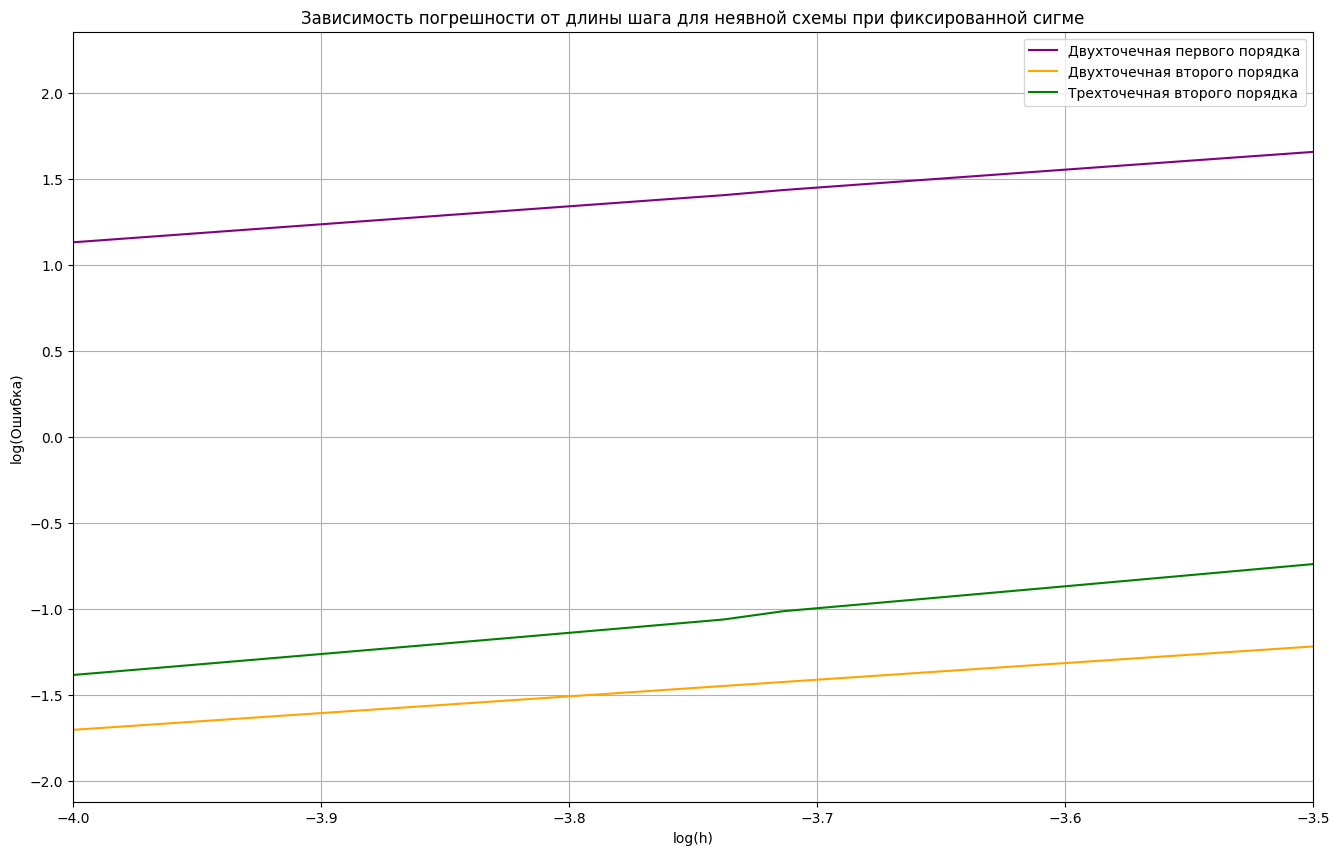 Зависимость погрешности от длины шага для неявной схемы при фиксированной сигме
Двухточечная первого порядка
Двухточечная второго порядка
Трехточечная второго порядка
2.0
1.5
1.0
0.5
0.0
−0.5
−1.0
−1.5
−2.0
log(Ошибка)
−4.0 −3.9 −3.8 −3.7 −3.6 −3.5
log(h)